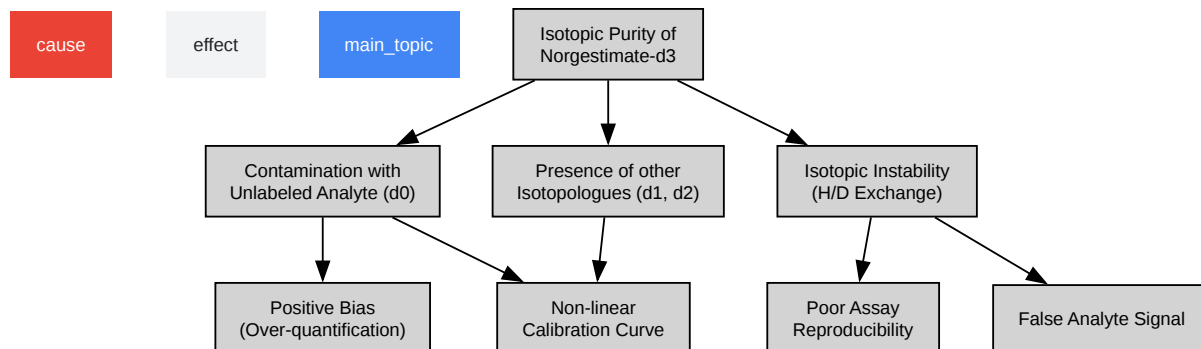 cause
effect
main_topic
Isotopic Purity of
Norgestimate-d3
Contamination with
Unlabeled Analyte (d0)
Presence of other
Isotopologues (d1, d2)
Isotopic Instability
(H/D Exchange)
Positive Bias
(Over-quantification)
Non-linear
Calibration Curve
Poor Assay
Reproducibility
False Analyte Signal